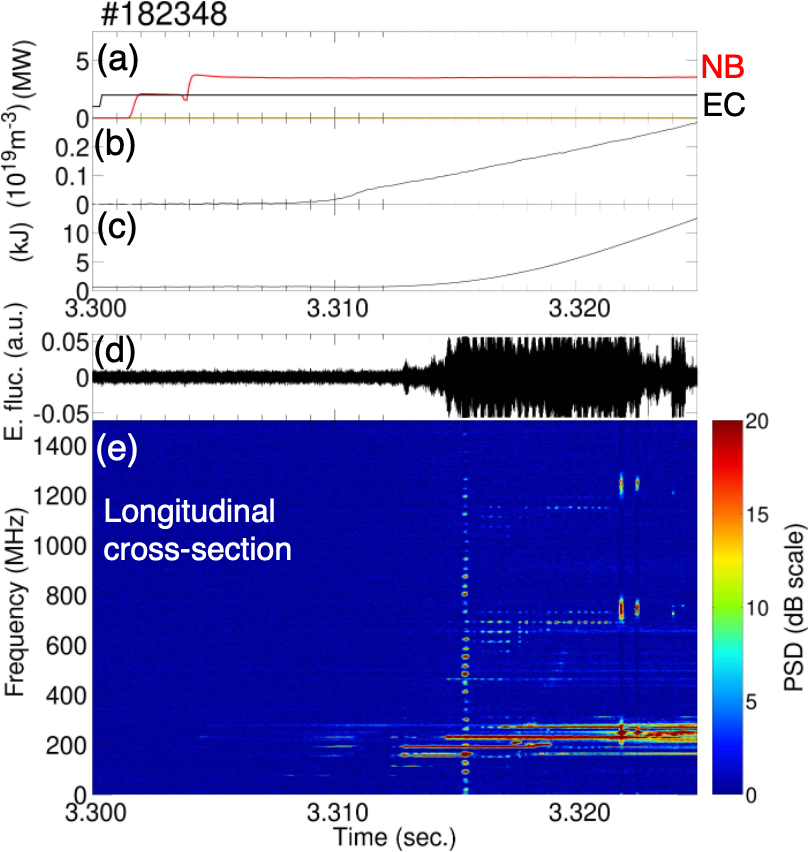 #182348
(a)
5
0
(MW)
NB
EC
(b)
0.2
0.1
0
(10^19m^-3)
(c)
10
5
0
(kJ)
3.300 3.310 3.320
(d)
0.05
0
-0.05
E. fluc. (a.u.)
(e)
Longitudinal
cross-section
1400
1200
1000
800
600
400
200
0
Frequency (MHz)
3.300 3.310 3.320
Time (sec.)
20
15
10
5
0
PSD (dB scale)